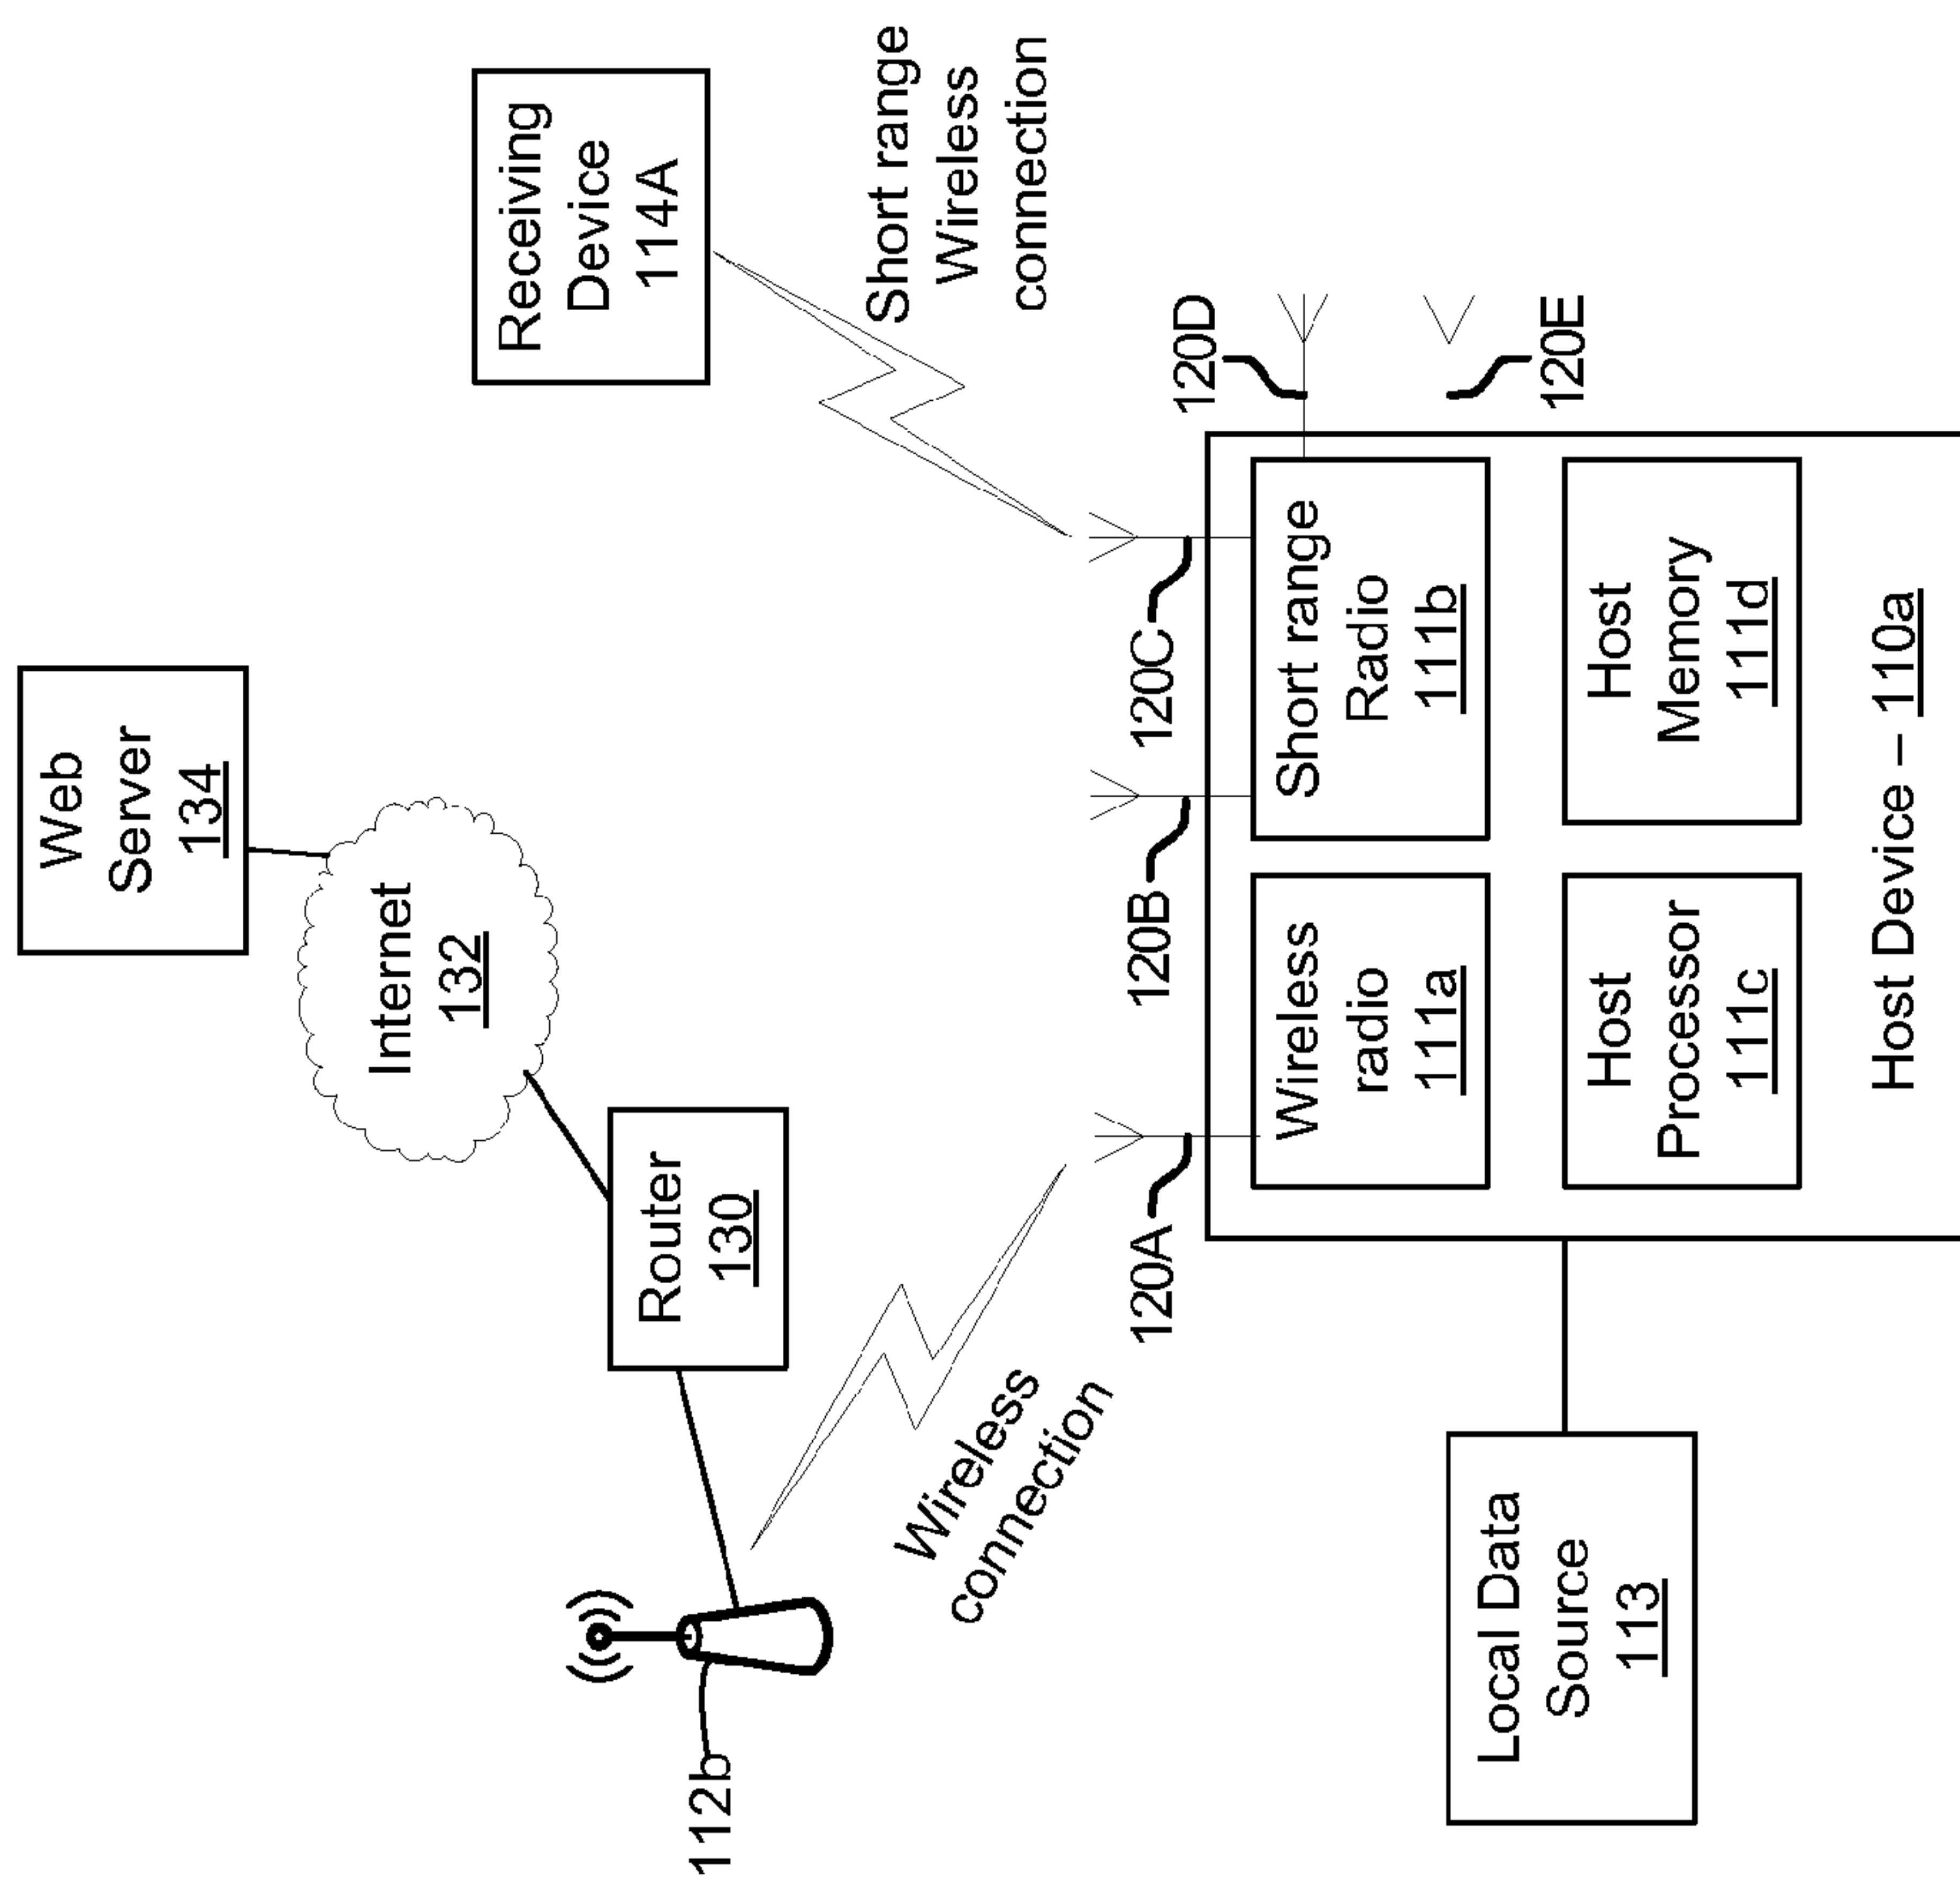 Web
Server
134
Internet
132
Receiving
Device
114A
Router
130
112b
Short range
Wireless
connection
Wireless
connection
120A
120B
120C
120D
120E
Wireless
radio
111a
Short range
Radio
111b
Host
Processor
111c
Host
Memory
111d
Host Device – 110a
Local Data
Source
113